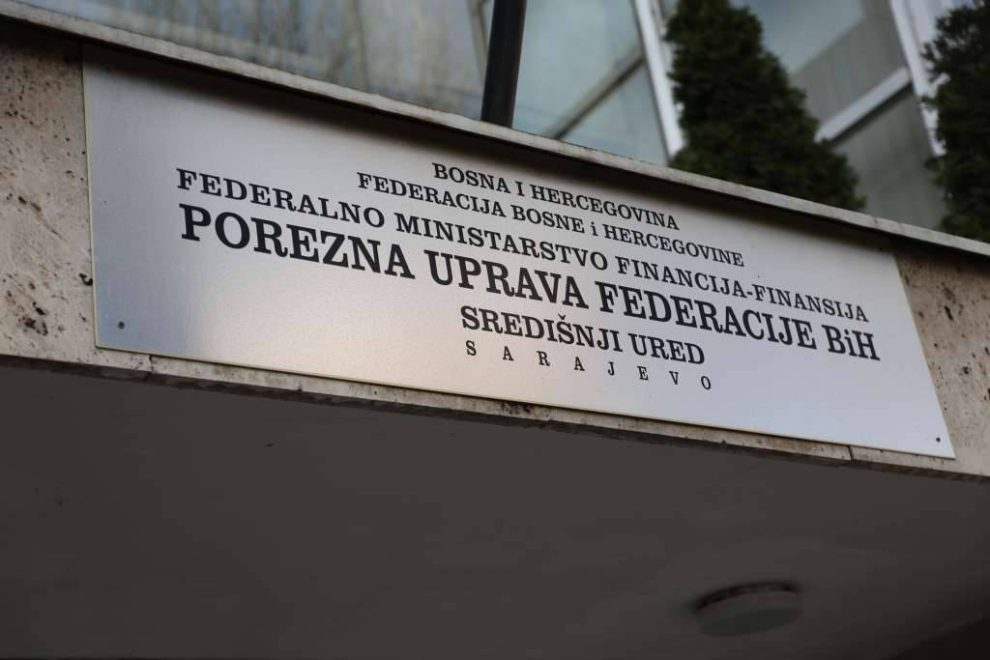 BOSNA I HERCEGOVINA
FEDERACIJA BOSNE i HERCEGOVINE
FEDERALNO MINISTARSTVO FINANCIJA-FINANSIJA
POREZNA UPRAVA FEDERACIJE BiH
SREDIŠNJI URED
SARAJEVO